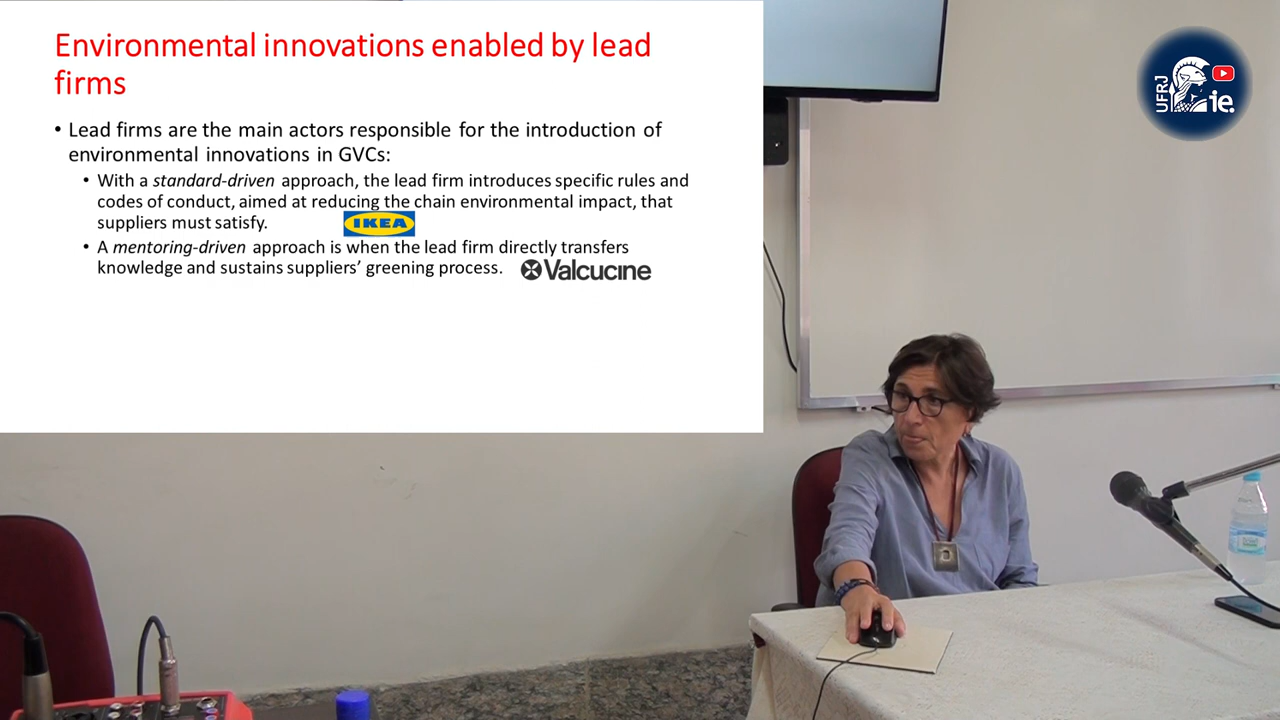 Environmental innovations enabled by lead
firms
• Lead firms are the main actors responsible for the introduction of
environmental innovations in GVCs:
• With a standard-driven approach, the lead firm introduces specific rules and
codes of conduct, aimed at reducing the chain environmental impact, that
suppliers must satisfy.
IKEA
• A mentoring-driven approach is when the lead firm directly transfers
knowledge and sustains suppliers’ greening process.
Valcucine
UFRJ
ie.